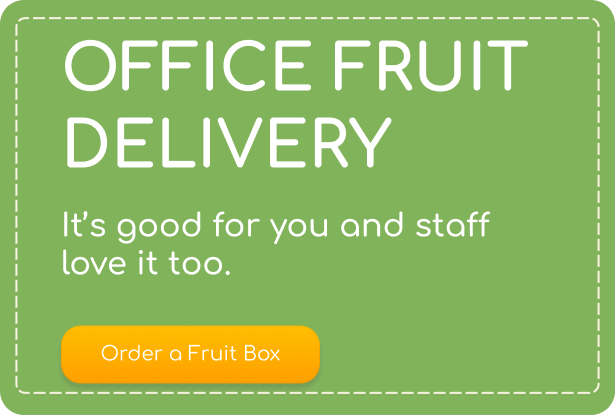 OFFICE FRUIT
DELIVERY
It’s good for you and staff
love it too.
Order a Fruit Box